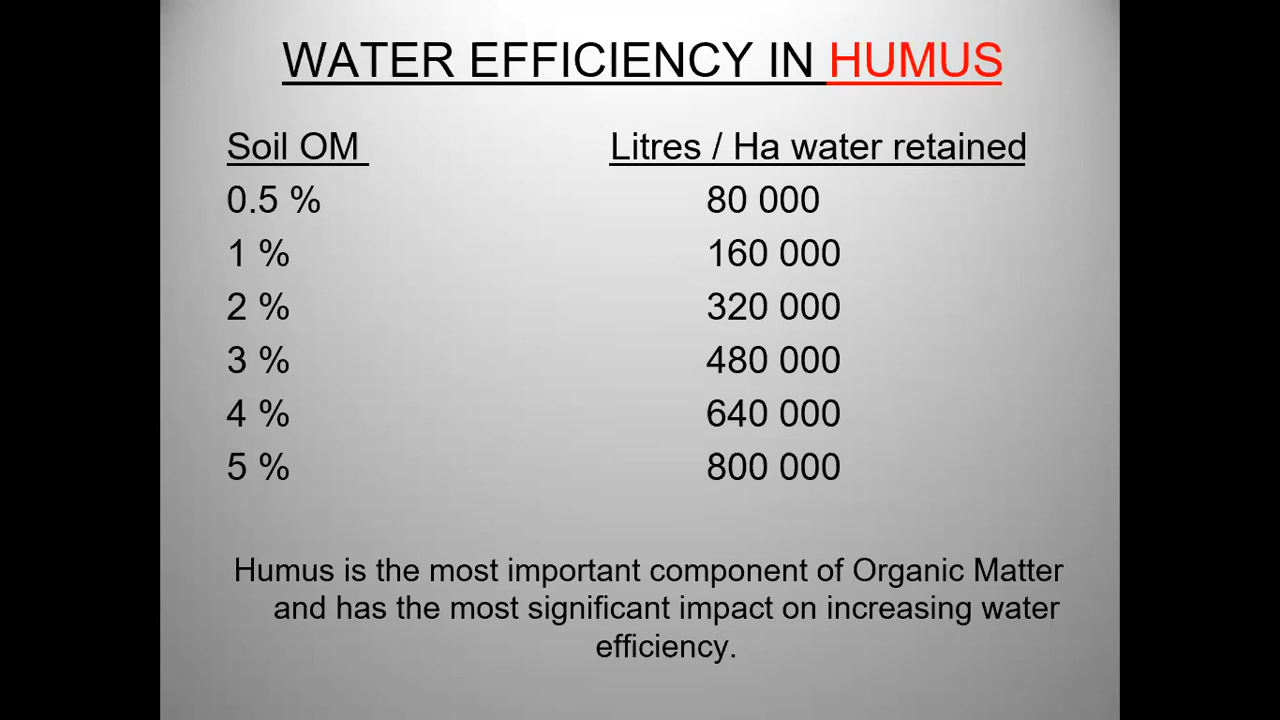 WATER EFFICIENCY IN HUMUS
Soil OM Litres / Ha water retained
0.5 % 80 000
1 % 160 000
2 % 320 000
3 % 480 000
4 % 640 000
5 % 800 000
Humus is the most important component of Organic Matter
and has the most significant impact on increasing water
efficiency.